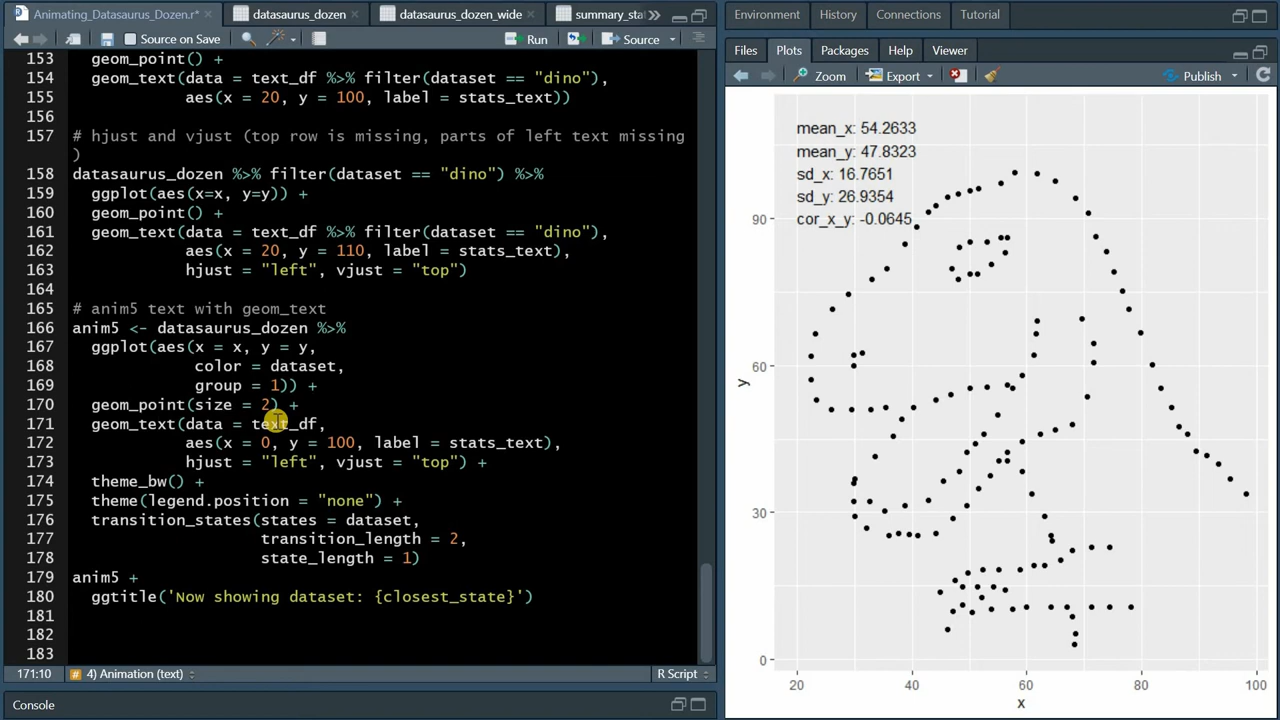 Animating_Datasaurus_Dozen.r* × datasaurus_dozen × datasaurus_dozen_wide × summary_sta »
Source on Save Run Source
153 geom_point() +
154 geom_text(data = text_df %>% filter(dataset == "dino"),
155 aes(x = 20, y = 100, label = stats_text))
156
157 # hjust and vjust (top row is missing, parts of left text missing
)
158 datasaurus_dozen %>% filter(dataset == "dino") %>%
159 ggplot(aes(x=x, y=y)) +
160 geom_point() +
161 geom_text(data = text_df %>% filter(dataset == "dino"),
162 aes(x = 20, y = 110, label = stats_text),
163 hjust = "left", vjust = "top")
164
165 # anim5 text with geom_text
166 anim5 <- datasaurus_dozen %>%
167 ggplot(aes(x = x, y = y,
168 color = dataset,
169 group = 1)) +
170 geom_point(size = 2) +
171 geom_text(data = text_df,
172 aes(x = 0, y = 100, label = stats_text),
173 hjust = "left", vjust = "top") +
174 theme_bw() +
175 theme(legend.position = "none") +
176 transition_states(states = dataset,
177 transition_length = 2,
178 state_length = 1)
179 anim5 +
180 ggtitle('Now showing dataset: {closest_state}')
181
182
183
171:10 # 4) Animation (text) R Script
Console
Environment History Connections Tutorial
Files Plots Packages Help Viewer
Zoom Export Publish
mean_x: 54.2633
mean_y: 47.8323
sd_x: 16.7651
sd_y: 26.9354
cor_x_y: -0.0645
90
60
y
30
0
20 40 60 80 100
x